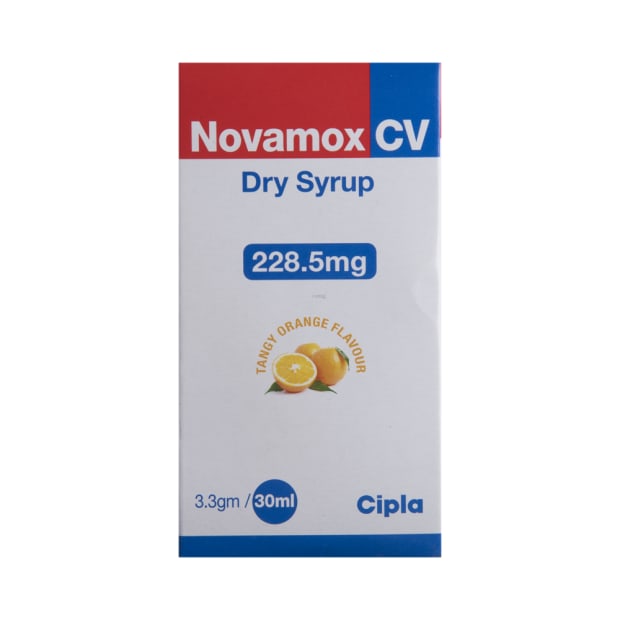 Novamox CV
Dry Syrup
228.5mg
TANGY ORANGE FLAVOUR
3.3gm / 30ml
Cipla